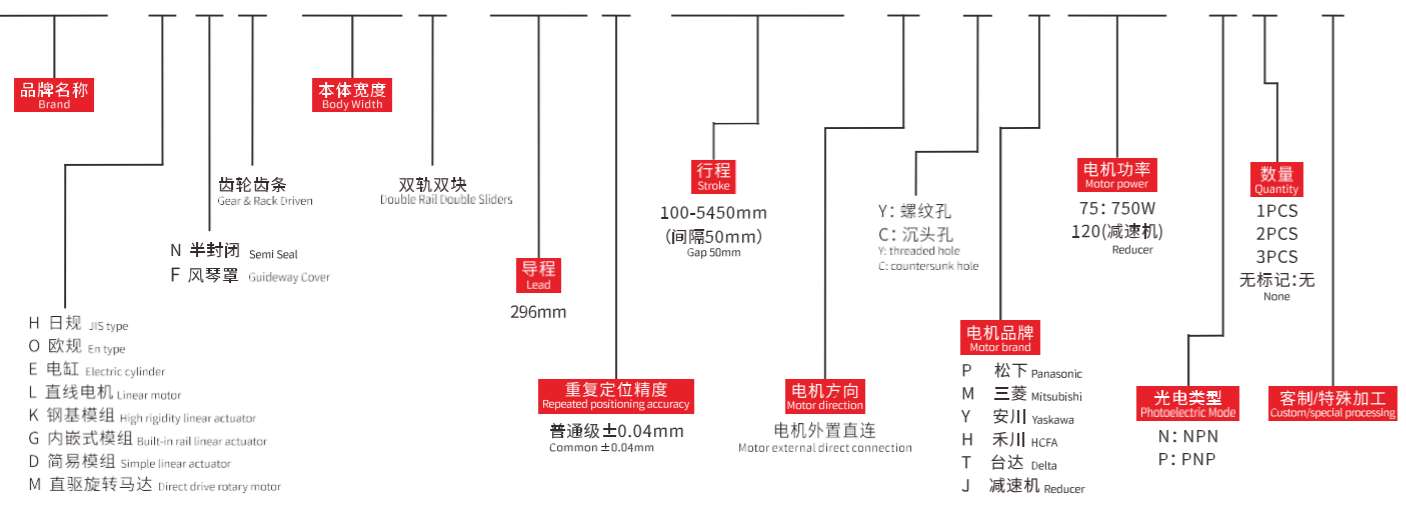 品牌名称
Brand
本体宽度
Body Width
齿轮齿条
Gear & Rack Driven
双轨双块
Double Rail Double Sliders
N 半封闭 Semi Seal
F 风琴罩 Guideway Cover
H 日规 JIS type
O 欧规 En type
E 电缸 Electric cylinder
L 直线电机 Linear motor
K 钢基模组 High rigidity linear actuator
G 内嵌式模组 Built-in rail linear actuator
D 简易模组 Simple linear actuator
M 直驱旋转马达 Direct drive rotary motor
导程
Lead
296mm
重复定位精度
Repeated positioning accuracy
普通级±0.04mm
Common ±0.04mm
行程
Stroke
100-5450mm
(间隔50mm)
Gap 50mm
电机方向
Motor direction
电机外置直连
Motor external direct connection
Y: 螺纹孔
C: 沉头孔
Y: threaded hole
C: countersunk hole
电机品牌
Motor brand
P 松下 Panasonic
M 三菱 Mitsubishi
Y 安川 Yaskawa
H 禾川 HCFA
T 台达 Delta
J 减速机 Reducer
电机功率
Motor power
75: 750W
120(减速机)
Reducer
光电类型
Photoelectric Mode
N: NPN
P: PNP
数量
Quantity
1PCS
2PCS
3PCS
无标记:无
None
客制/特殊加工
Custom/special processing